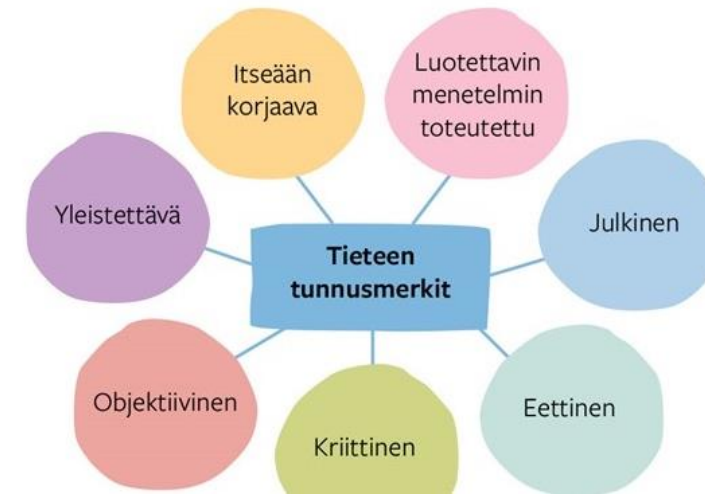 Itseään
korjaava
Luotettavin
menetelmin
toteutettu
Yleistettävä
Julkinen
Tieteen
tunnusmerkit
Objektiivinen
Kriittinen
Eettinen